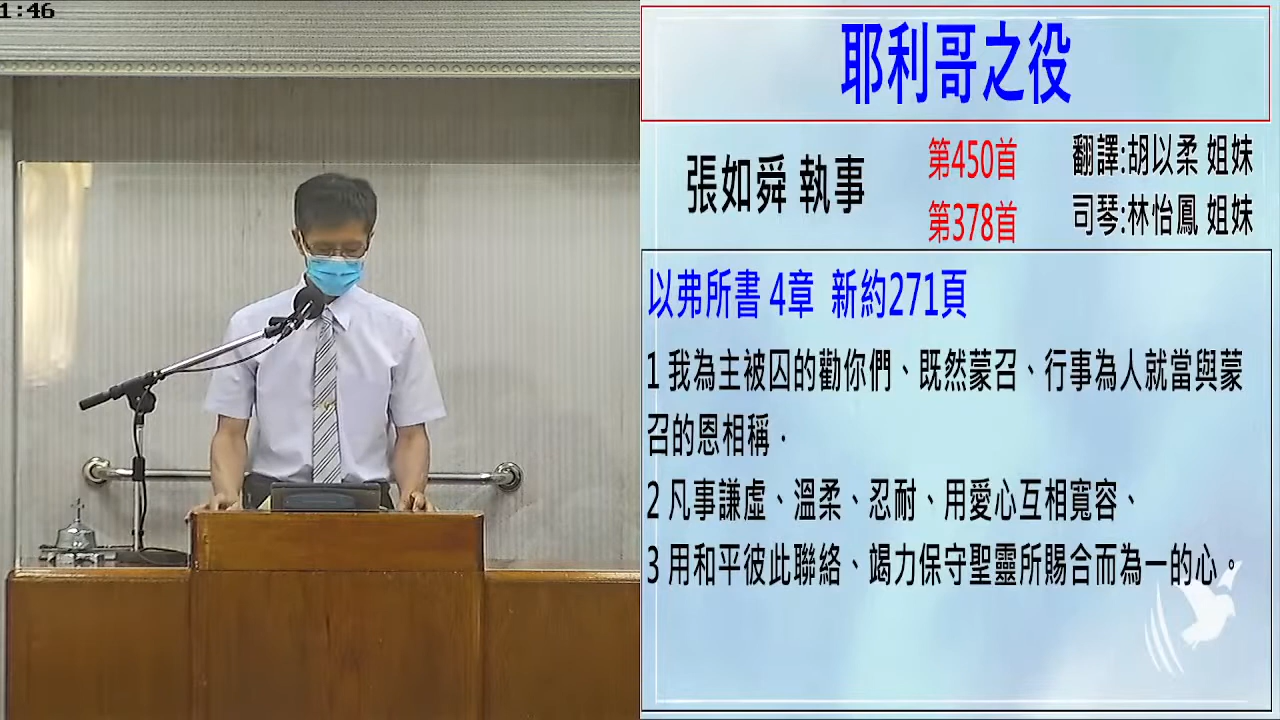 1:46
耶利哥之役
張如舜 執事
第450首
第378首
翻譯:胡以柔 姐妹
司琴:林怡鳳 姐妹
以弗所書 4章 新約271頁
1 我為主被囚的勸你們、既然蒙召、行事為人就當與蒙
召的恩相稱．
2 凡事謙虛、溫柔、忍耐、用愛心互相寬容、
3 用和平彼此聯絡、竭力保守聖靈所賜合而為一的心。